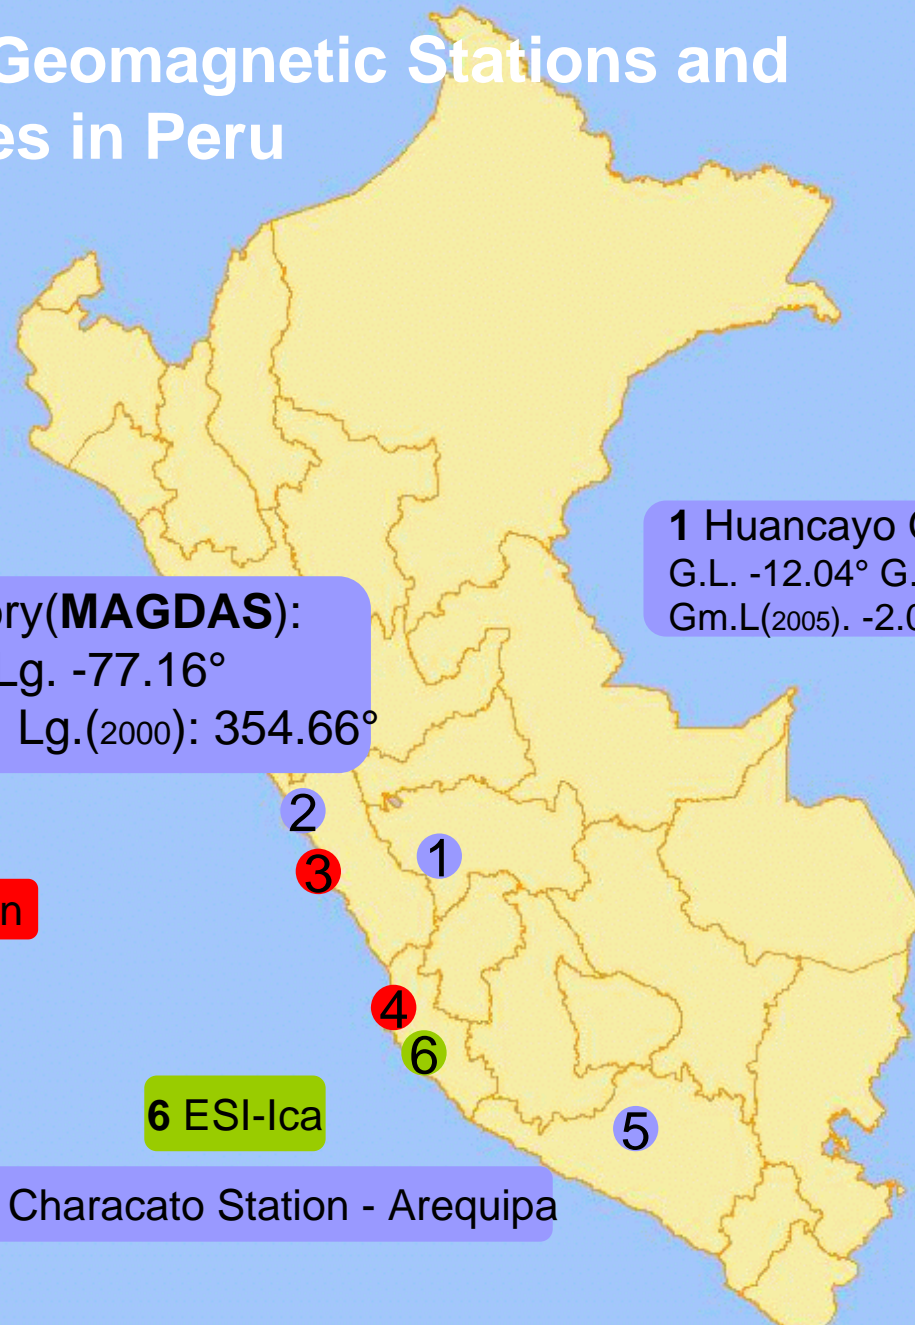 Geomagnetic Stations and
es in Peru
1 Huancayo
G.L. -12.04° G.
Gm.L(2005). -2.0
ory(MAGDAS):
Lg. -77.16°
Lg.(2000): 354.66°
2
1
3
n
4
6
6 ESI-Ica
5
Characato Station - Arequipa